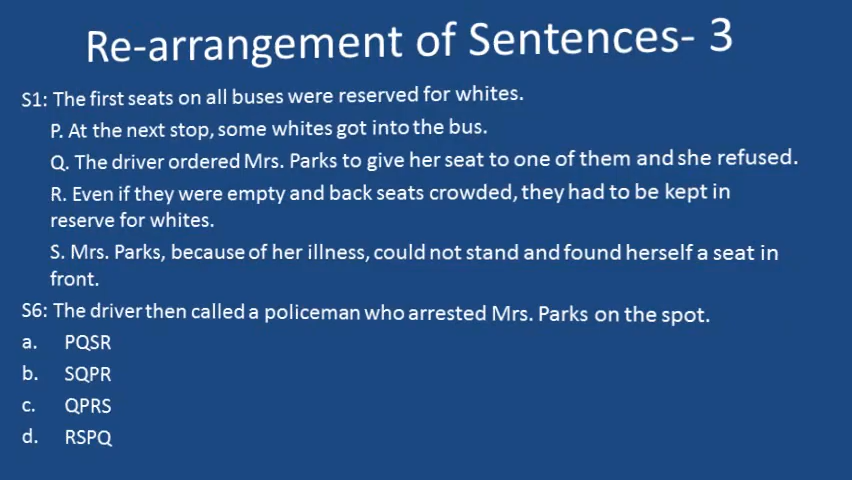 Re-arrangement of Sentences- 3
S1: The first seats on all buses were reserved for whites.
P. At the next stop, some whites got into the bus.
Q. The driver ordered Mrs. Parks to give her seat to one of them and she refused.
R. Even if they were empty and back seats crowded, they had to be kept in
reserve for whites.
S. Mrs. Parks, because of her illness, could not stand and found herself a seat in
front.
S6: The driver then called a policeman who arrested Mrs. Parks on the spot.
a. PQSR
b. SQPR
c. QPRS
d. RSPQ